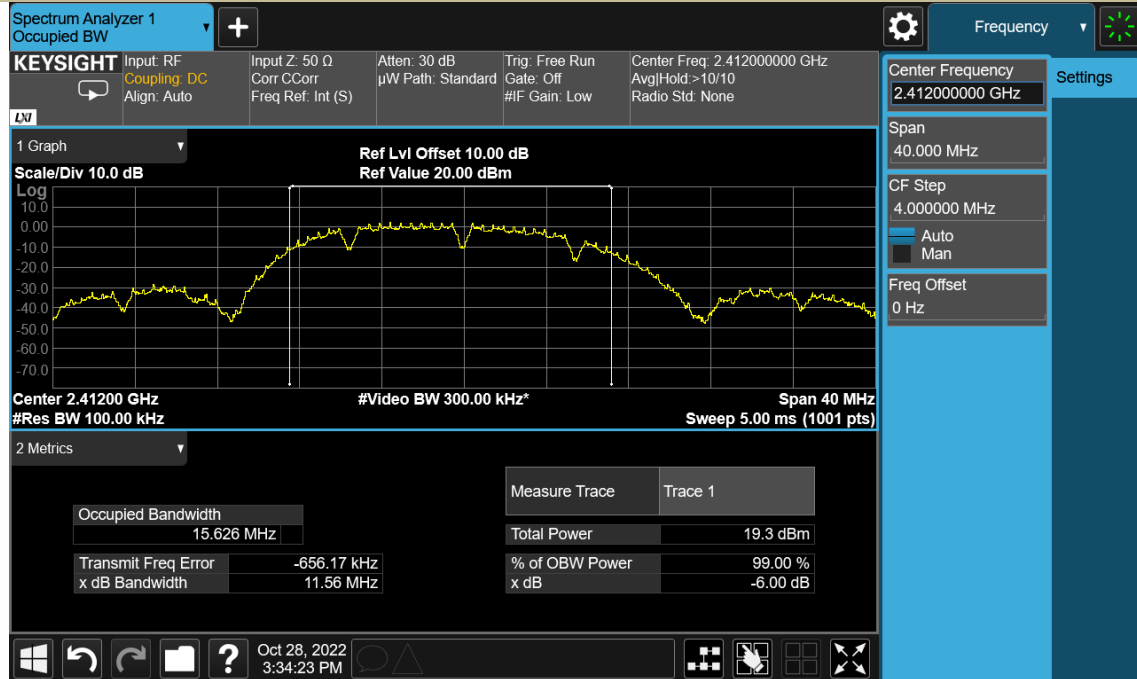 Spectrum Analyzer 1
Occupied BW
Frequency
KEYSIGHT
Input: RF
Coupling: DC
Align: Auto
Input Z: 50 Ω
Corr CCorr
Freq Ref: Int (S)
Atten: 30 dB
µW Path: Standard
Trig: Free Run
Gate: Off
#IF Gain: Low
Center Freq: 2.412000000 GHz
Avg|Hold:>10/10
Radio Std: None
LXI
Center Frequency
2.412000000 GHz
Settings
Span
40.000 MHz
CF Step
4.000000 MHz
Auto
Man
Freq Offset
0 Hz
1 Graph
Scale/Div 10.0 dB
Ref Lvl Offset 10.00 dB
Ref Value 20.00 dBm
Log
10.0
0.00
-10.0
-20.0
-30.0
-40.0
-50.0
-60.0
-70.0
Center 2.41200 GHz
#Video BW 300.00 kHz*
Span 40 MHz
#Res BW 100.00 kHz
Sweep 5.00 ms (1001 pts)
2 Metrics
Measure Trace
Trace 1
Occupied Bandwidth
15.626 MHz
Total Power
19.3 dBm
Transmit Freq Error
-656.17 kHz
% of OBW Power
99.00 %
x dB Bandwidth
11.56 MHz
x dB
-6.00 dB
?
Oct 28, 2022
3:34:23 PM